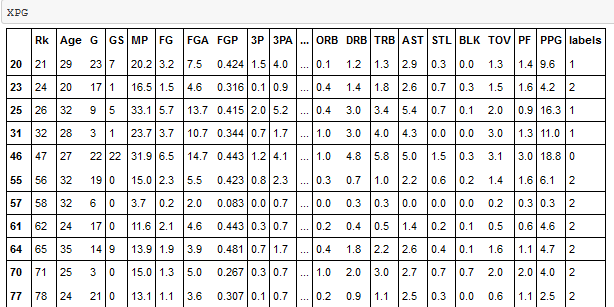 XPG
Rk Age G GS MP FG FGA FGP 3P 3PA ... ORB DRB TRB AST STL BLK TOV PF PPG labels
20 21 29 23 7 20.2 3.2 7.5 0.424 1.5 4.0 ... 0.1 1.2 1.3 2.9 0.3 0.0 1.3 1.4 9.6 1
23 24 20 17 1 16.5 1.5 4.6 0.316 0.1 0.9 ... 0.4 1.4 1.8 2.6 0.7 0.3 1.5 1.6 4.2 2
25 26 32 9 5 33.1 5.7 13.7 0.415 2.0 5.2 ... 0.4 3.0 3.4 5.4 0.7 0.1 2.0 0.9 16.3 1
31 32 28 3 1 23.7 3.7 10.7 0.344 0.7 1.7 ... 1.0 3.0 4.0 4.3 0.0 0.0 3.0 1.3 11.0 1
46 47 27 22 22 31.9 6.5 14.7 0.443 1.2 4.1 ... 1.0 4.8 5.8 5.0 1.5 0.3 3.1 3.0 18.8 0
55 56 32 19 0 15.0 2.3 5.5 0.423 0.8 2.3 ... 0.3 0.7 1.0 2.2 0.6 0.2 1.4 1.6 6.1 2
57 58 32 6 0 3.7 0.2 2.0 0.083 0.0 0.7 ... 0.0 0.3 0.3 0.0 0.0 0.0 0.2 0.3 0.3 2
61 62 24 17 0 11.6 2.1 4.6 0.443 0.3 0.7 ... 0.2 0.4 0.5 1.4 0.2 0.1 0.5 0.6 4.6 2
64 65 35 14 9 13.9 1.9 3.9 0.481 0.7 1.7 ... 0.4 1.8 2.2 2.6 0.4 0.1 1.6 1.1 4.7 2
70 71 25 3 0 15.0 1.3 5.0 0.267 0.3 0.7 ... 1.0 2.0 3.0 2.7 0.7 0.7 2.0 2.0 4.0 2
77 78 24 21 0 13.1 1.1 3.6 0.307 0.1 0.7 ... 0.2 0.9 1.1 2.5 0.3 0.0 0.6 1.1 2.5 2